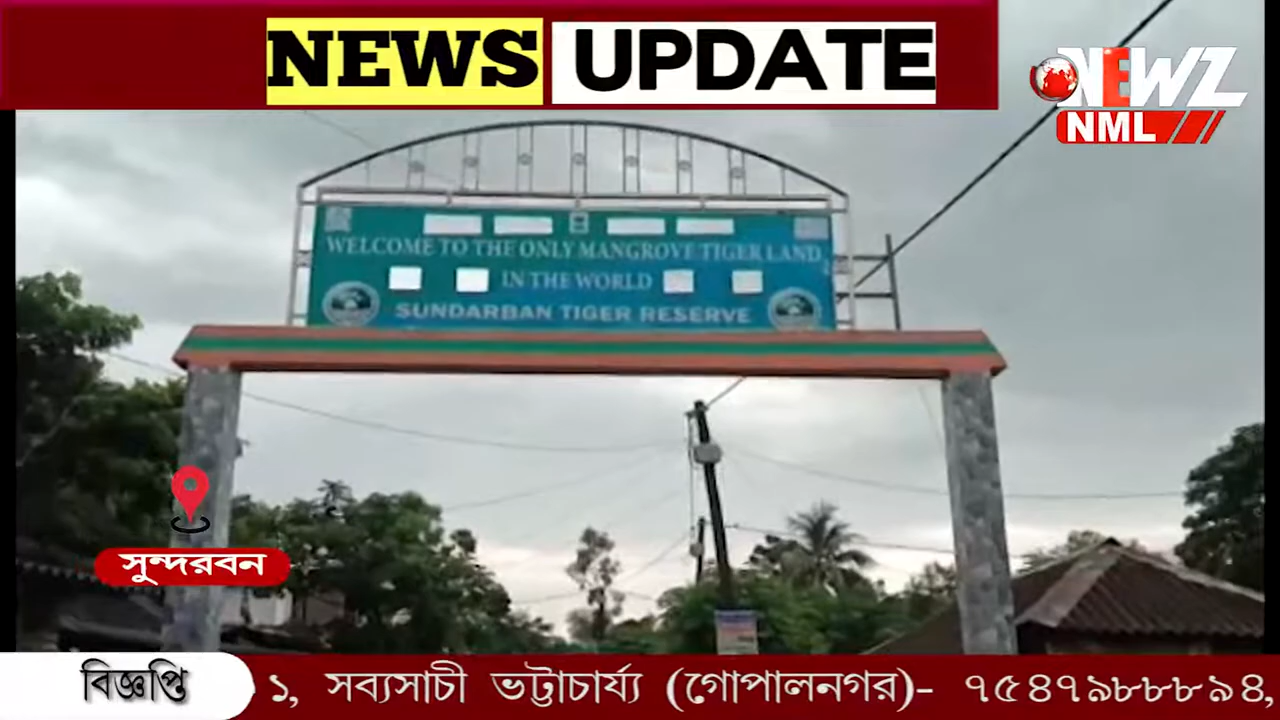 NEWS UPDATE
NEWZ
NML
WELCOME TO THE ONLY MANGROVE TIGER LAND
IN THE WORLD
SUNDARBAN TIGER RESERVE
সুন্দরবন
বিজ্ঞপ্তি
১, সব্যসাচী ভট্টাচার্য্য (গোপালনগর)- ৭৫৪৭৯৮৮৮৯৪,